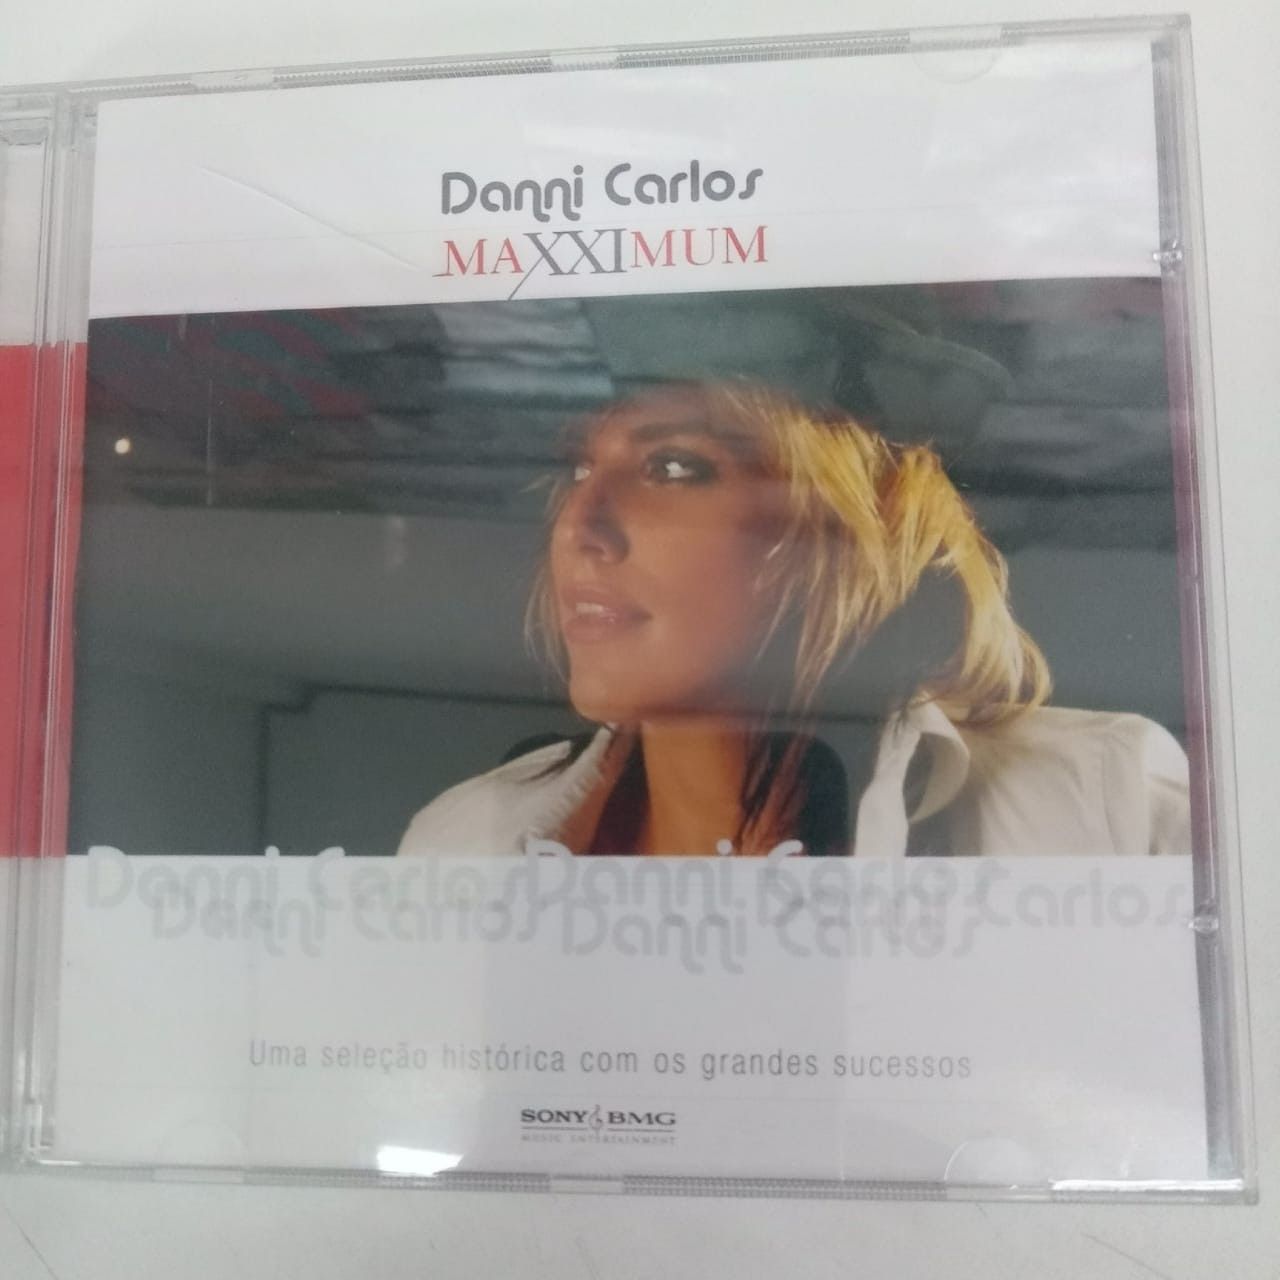 Danni Carlos
MAXXIMUM
Danni Carlos Danni Carlos
Danni Carlos Danni Carlos Danni Carlos
Uma seleção histórica com os grandes sucessos
SONY BMG
MUSIC ENTERTAINMENT